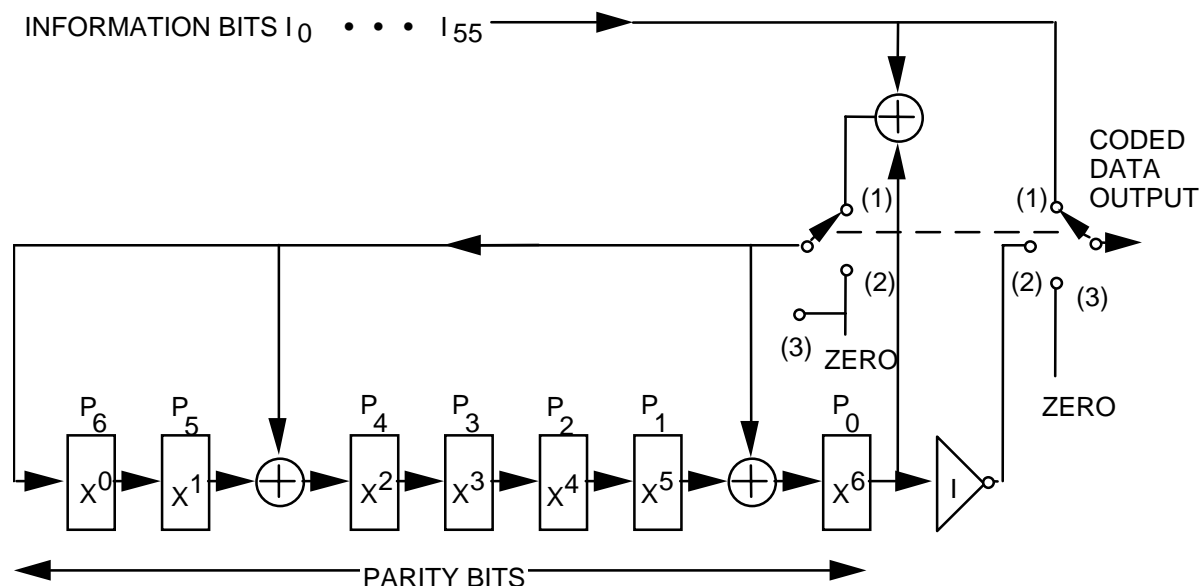 INFORMATION BITS I0 • • • I55
CODED
DATA
OUTPUT
(1)
(1)
(2)
(2)
(3)
(3)
ZERO
ZERO
P6 P5 P4 P3 P2 P1 P0
X0 X1 X2 X3 X4 X5 X6 I
PARITY BITS